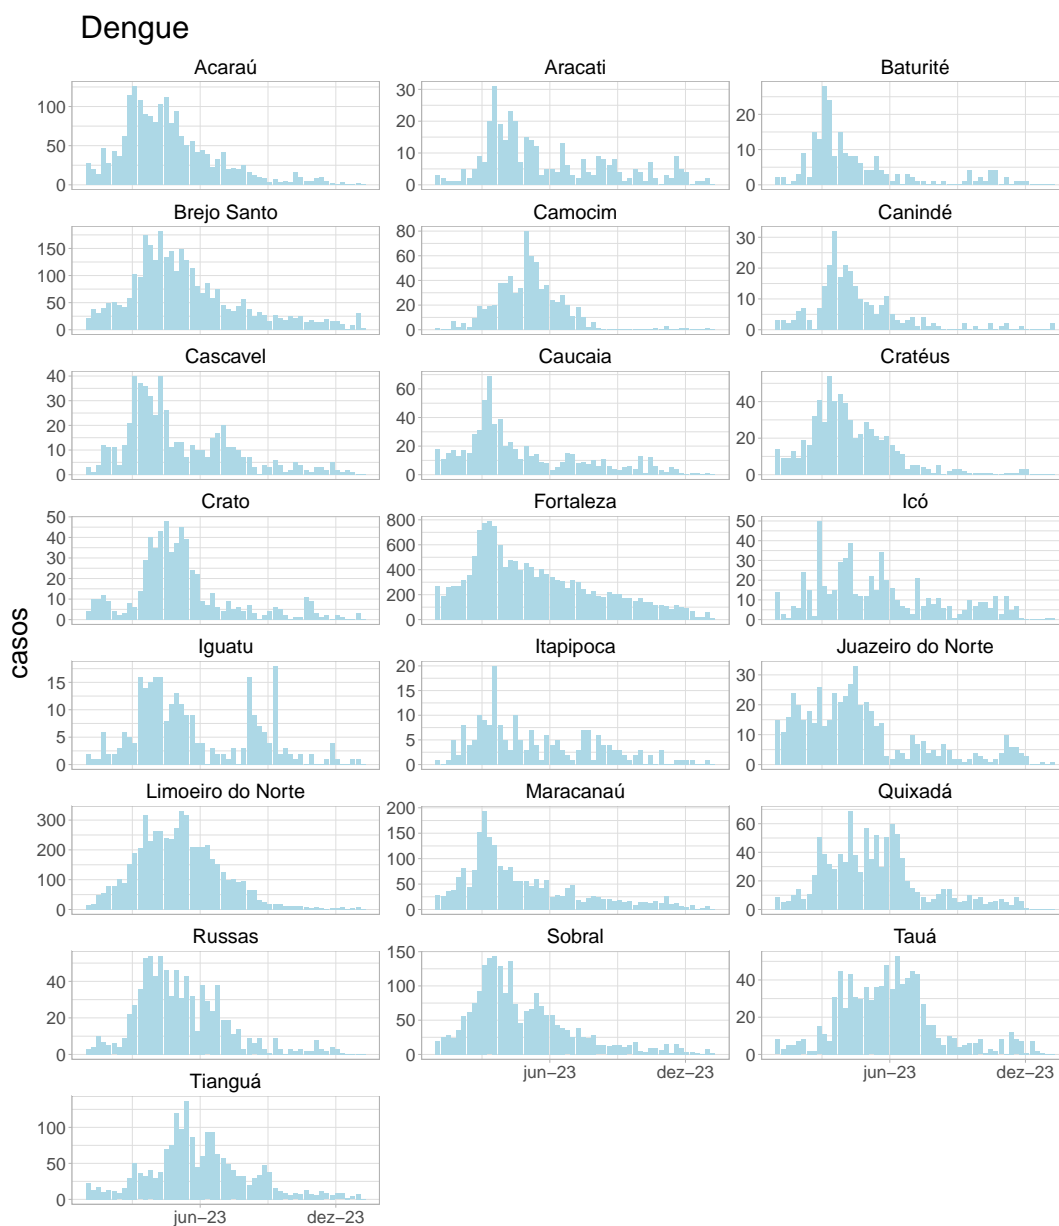 Dengue
Acaraú Aracati Baturité
100 30 20
50 20 10
0 10 0
0
Brejo Santo Camocim Canindé
150 80 30
100 60 20
50 40 10
0 20 0
0
Cascavel Caucaia Cratéus
40 60 40
30 40 20
20 20 0
10 0
0
Crato Fortaleza Icó
50 800 50
40 600 40
30 400 30
20 200 20
10 0 10
0 0
casos
Iguatu Itapipoca Juazeiro do Norte
15 20 30
10 15 20
5 10 10
0 5 0
0
Limoeiro do Norte Maracanaú Quixadá
300 200 60
200 150 40
100 100 20
0 50 0
0
Russas Sobral Tauá
40 150 40
20 100 20
0 50 0
0
jun–23 dez–23 jun–23 dez–23
Tianguá
100
50
0
jun–23 dez–23